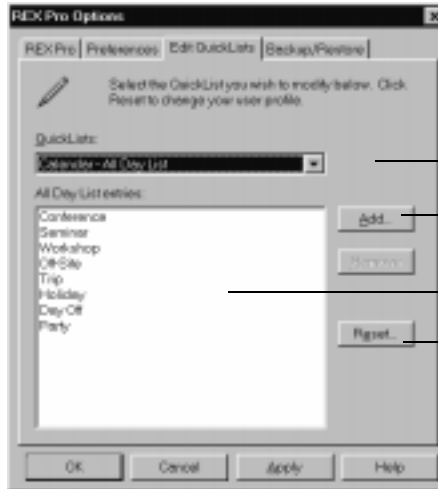 REX Pro Options
REX Pro Preferences Edit QuickLists Backup/Restore
Select the QuickList you wish to modify below. Click
Reset to change your user profile.
QuickLists:
Calendar - All Day List
All Day List entries:
Conference
Seminar
Workshop
Off-Site
Trip
Holiday
Day Off
Party
Add...
Remove
Reset...
OK Cancel Apply Help